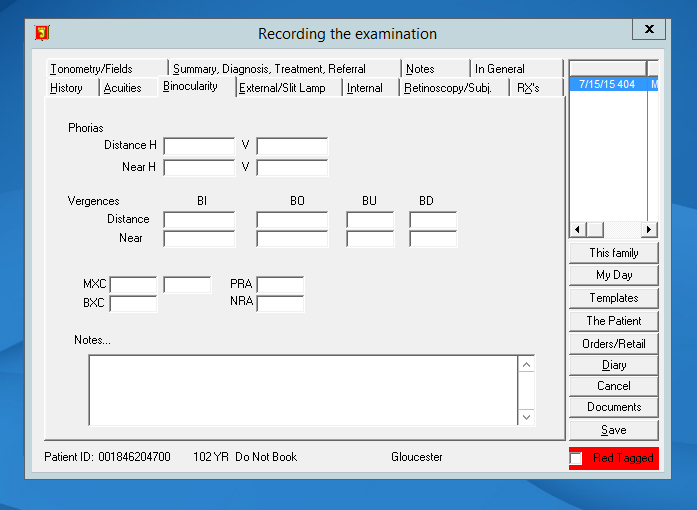 Recording the examination
x
Tonometry/Fields Summary, Diagnosis, Treatment, Referral Notes In General
History Acuities Binocularity External/Slit Lamp Internal Retinoscopy/Subj. RX's
Phorias
Distance H V
Near H V
Vergences BI BO BU BD
Distance
Near
MXC PRA
BXC NRA
Notes...
7/15/15 404 M
This family
My Day
Templates
The Patient
Orders/Retail
Diary
Cancel
Documents
Save
Patient ID: 001846204700 102 YR Do Not Book Gloucester
Red Tagged